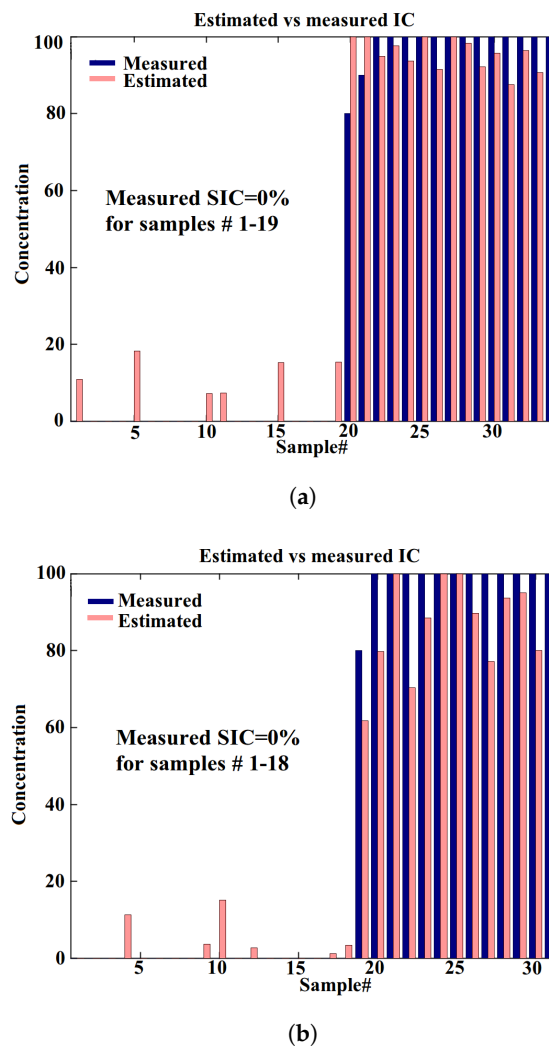 Estimated vs measured IC
100
Measured
Estimated
80
Concentration
60
Measured SIC=0%
for samples # 1-19
40
20
0
5
10
15
20
25
30
Sample#
(a)
Estimated vs measured IC
100
Measured
Estimated
80
Concentration
60
Measured SIC=0%
for samples # 1-18
40
20
0
5
10
15
20
25
30
Sample#
(b)